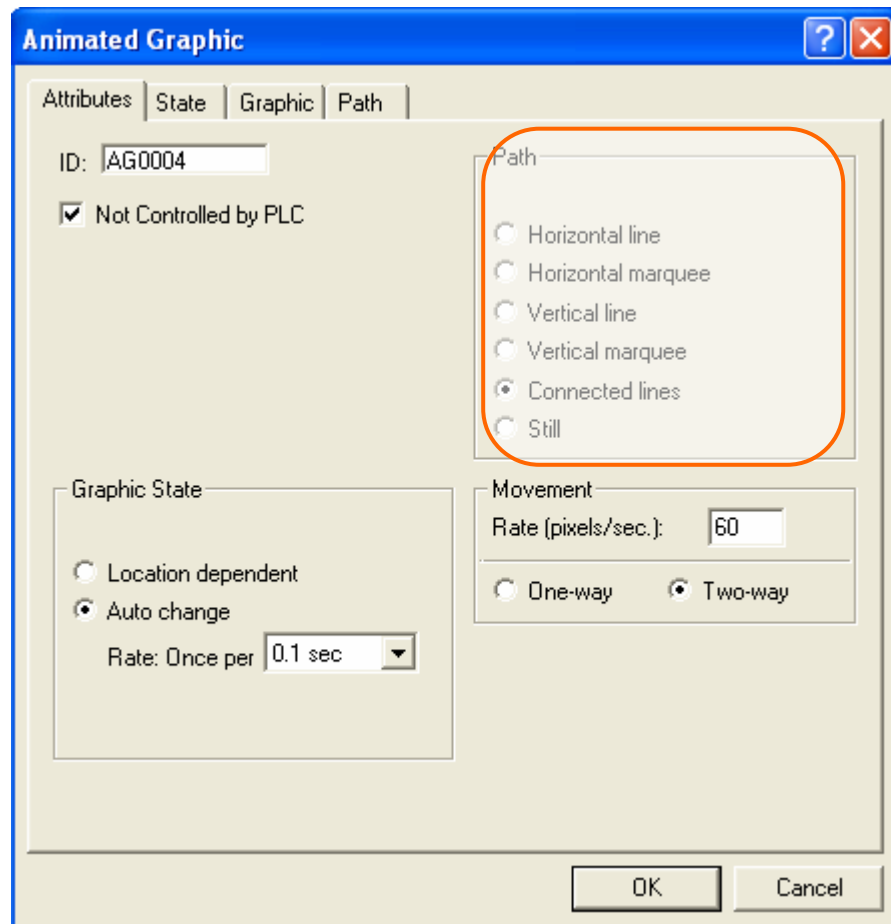 Animated Graphic
Attributes State Graphic Path
ID: AG0004
Not Controlled by PLC
Path
Horizontal line
Horizontal marquee
Vertical line
Vertical marquee
Connected lines
Still
Graphic State
Location dependent
Auto change
Rate: Once per 0.1 sec
Movement
Rate (pixels/sec.): 60
One-way Two-way
OK Cancel